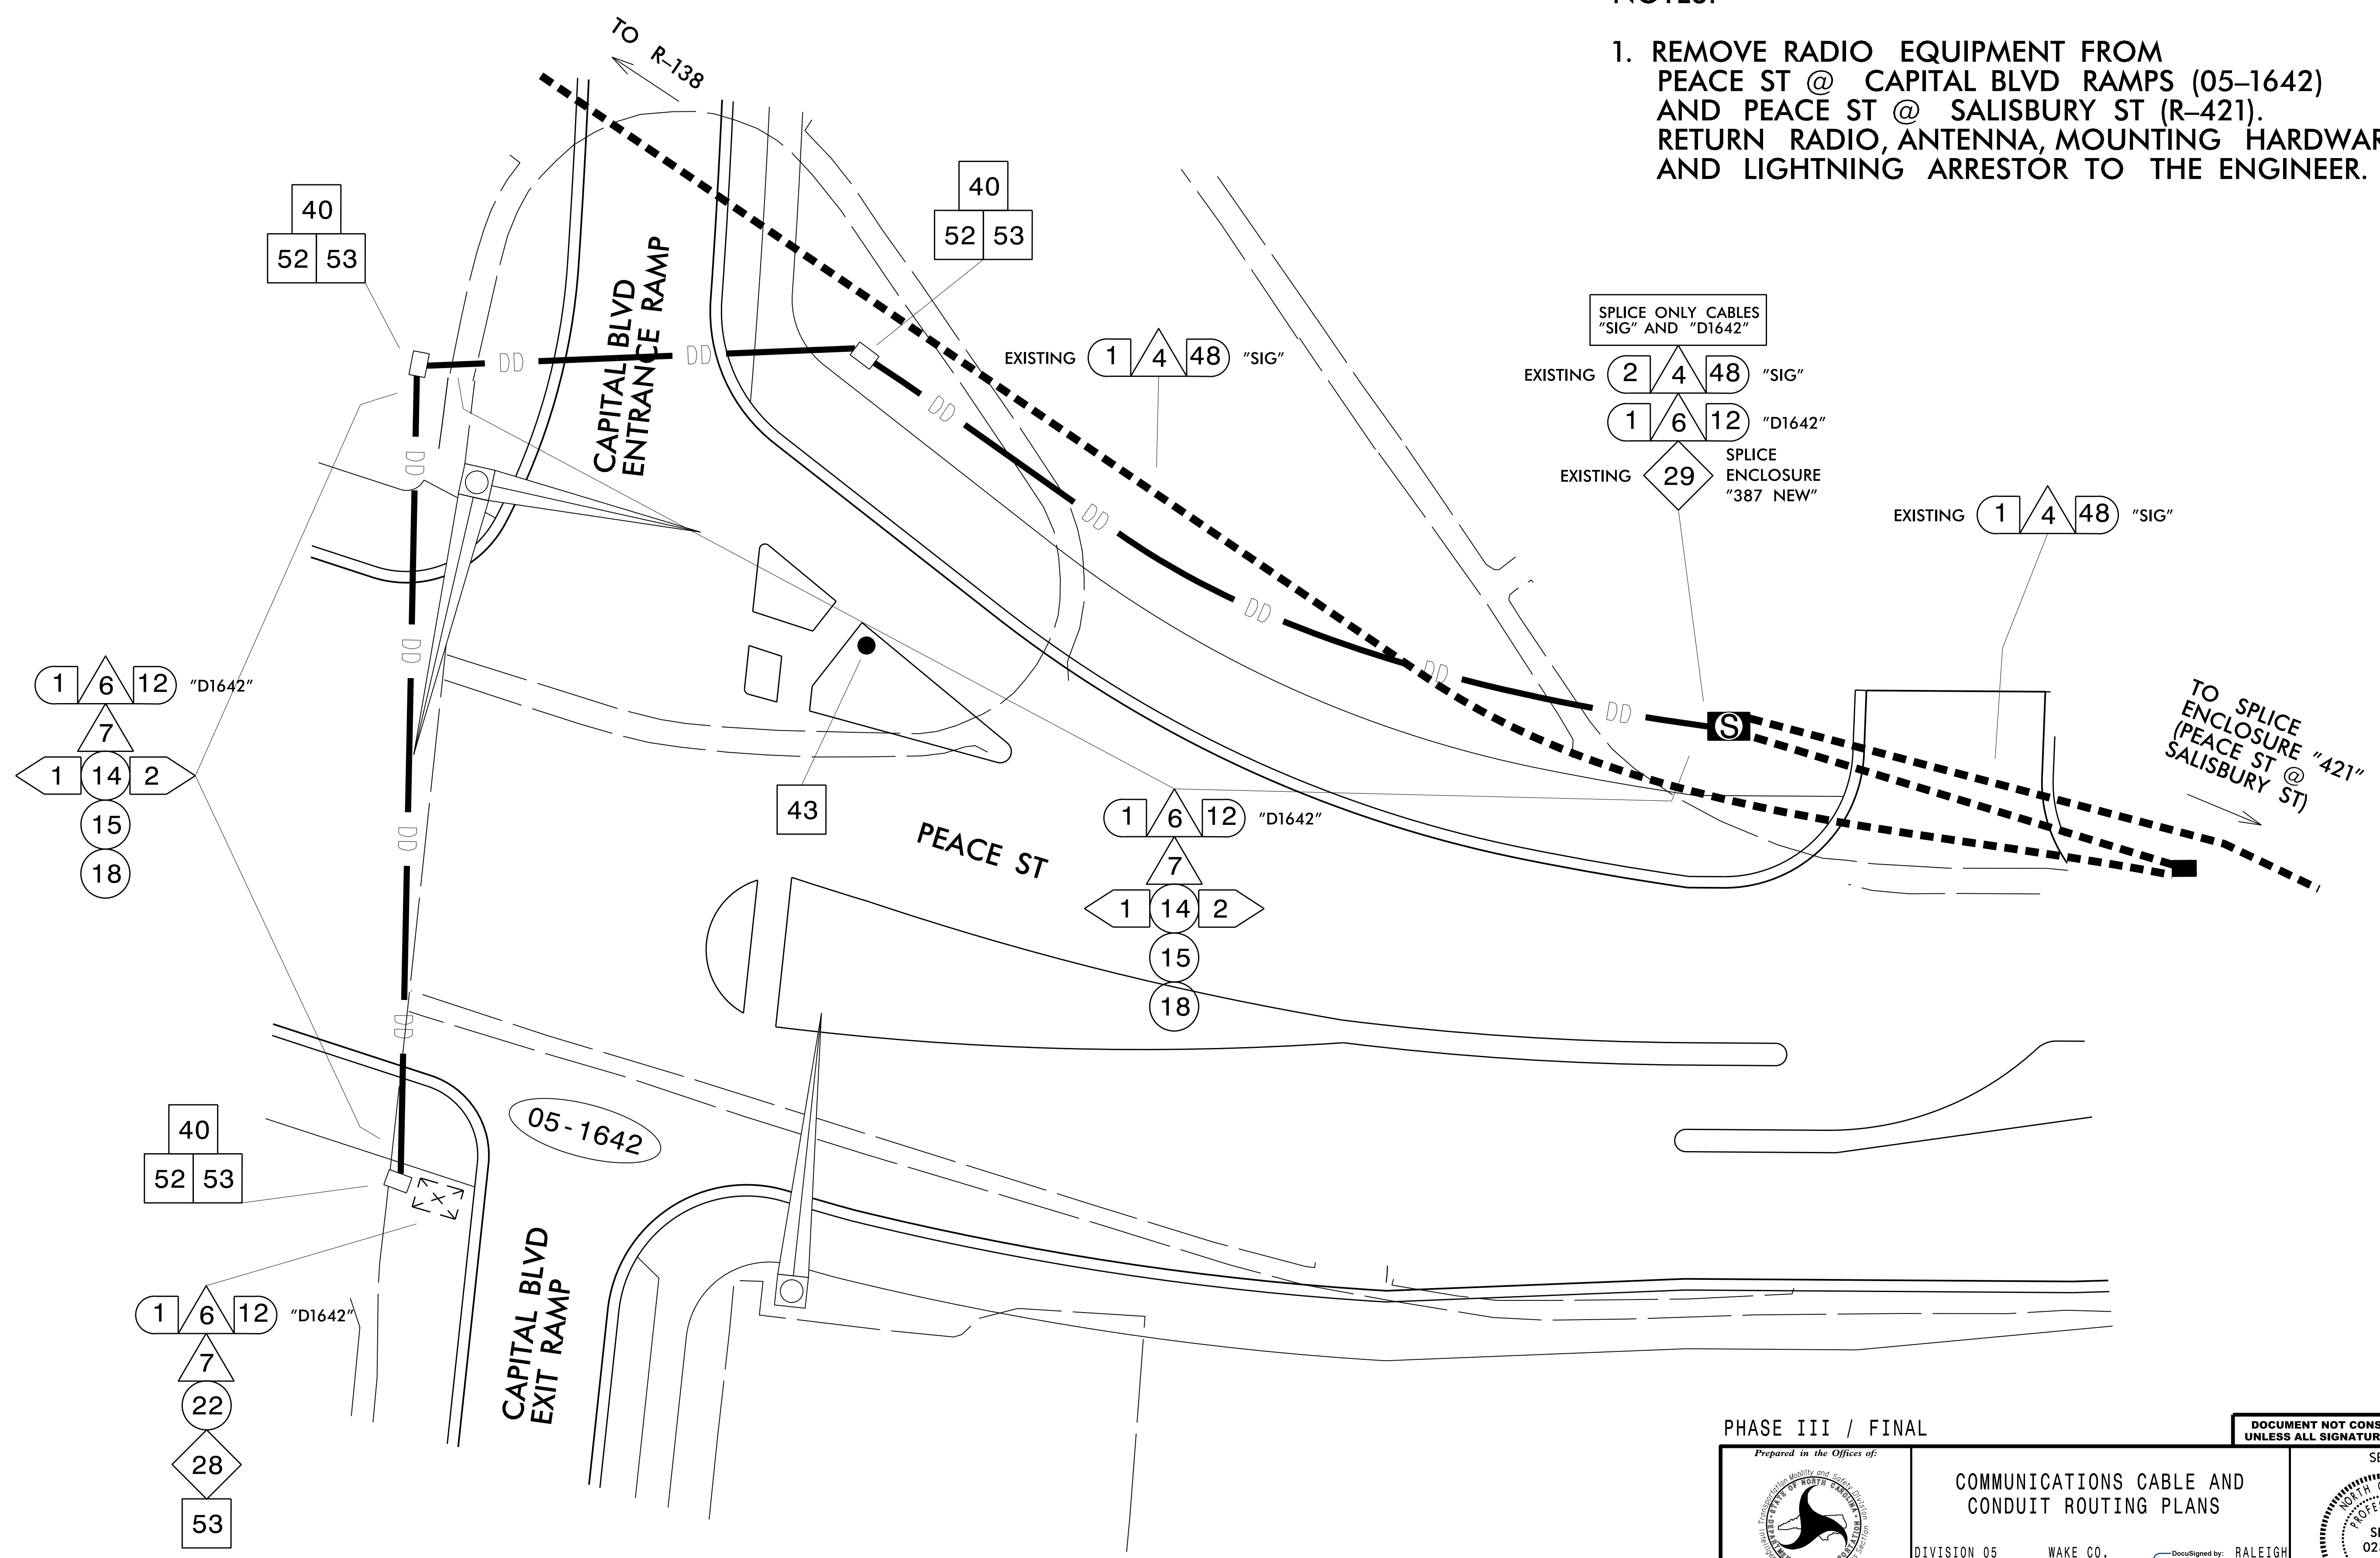 NOTES:
1. REMOVE RADIO EQUIPMENT FROM
PEACE ST @ CAPITAL BLVD RAMPS (05–1642)
AND PEACE ST @ SALISBURY ST (R–421).
RETURN RADIO, ANTENNA, MOUNTING HARDWAR
AND LIGHTNING ARRESTOR TO THE ENGINEER.
TO R–138
40
52 53
40
52 53
CAPITAL BLVD
ENTRANCE RAMP
EXISTING 1 4 48 "SIG"
SPLICE ONLY CABLES
"SIG" AND "D1642"
EXISTING 2 4 48 "SIG"
1 6 12 "D1642"
EXISTING 29 SPLICE
ENCLOSURE
"387 NEW"
EXISTING 1 4 48 "SIG"
TO SPLICE
ENCLOSURE "421"
(PEACE ST @
SALISBURY ST)
S
1 6 12 "D1642"
7
1 14 2
15
18
43
PEACE ST
1 6 12 "D1642"
7
1 14 2
15
18
05-1642
40
52 53
CAPITAL BLVD
EXIT RAMP
1 6 12 "D1642"
7
22
28
53
PHASE III / FINAL
DOCUMENT NOT CONS
UNLESS ALL SIGNATUR
Prepared in the Offices of:
COMMUNICATIONS CABLE AND
CONDUIT ROUTING PLANS
DIVISION 05 WAKE CO. RALEIGH
DocuSigned by: